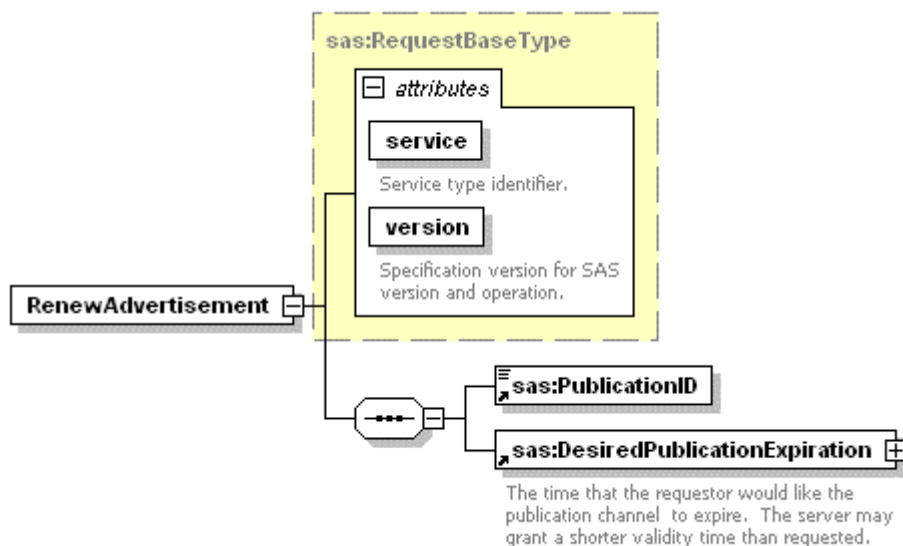 sas:RequestBaseType
attributes
service
Service type identifier.
version
Specification version for SAS
version and operation.
RenewAdvertisement
sas:PublicationID
sas:DesiredPublicationExpiration
The time that the requestor would like the
publication channel to expire. The server may
grant a shorter validity time than requested.